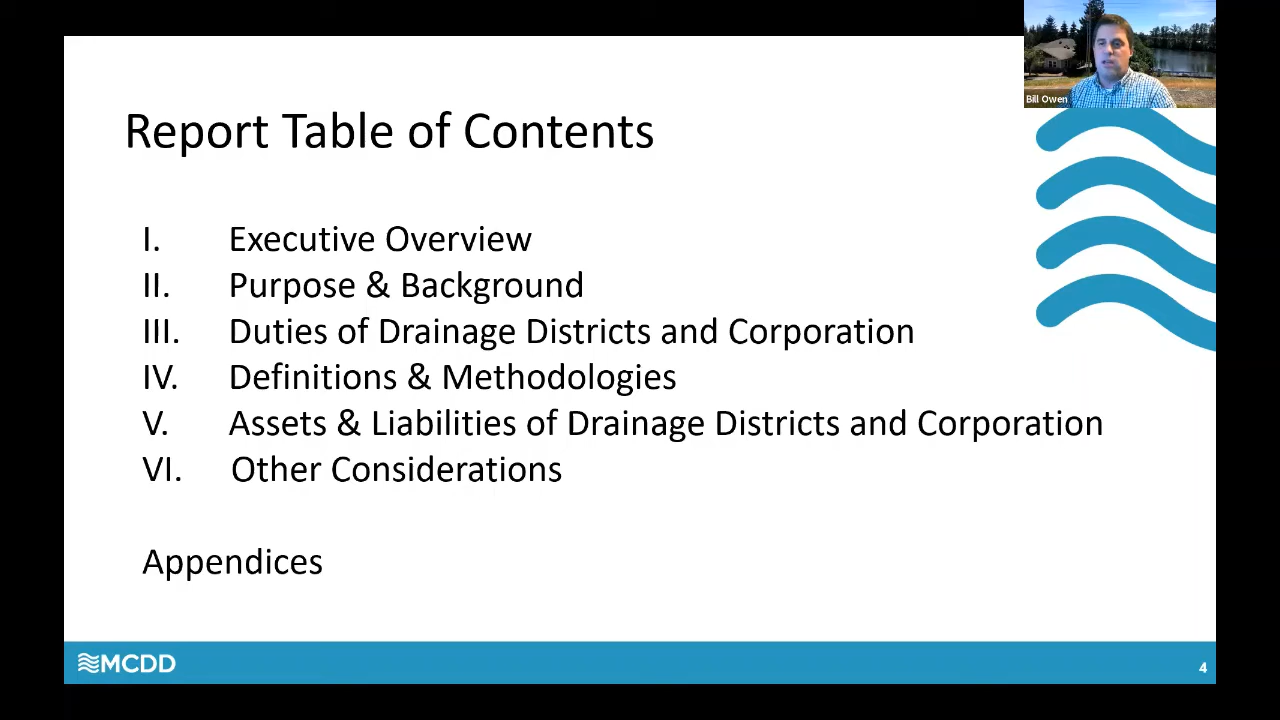 Bill Owen
Report Table of Contents
I. Executive Overview
II. Purpose & Background
III. Duties of Drainage Districts and Corporation
IV. Definitions & Methodologies
V. Assets & Liabilities of Drainage Districts and Corporation
VI. Other Considerations
Appendices
MCDD
4